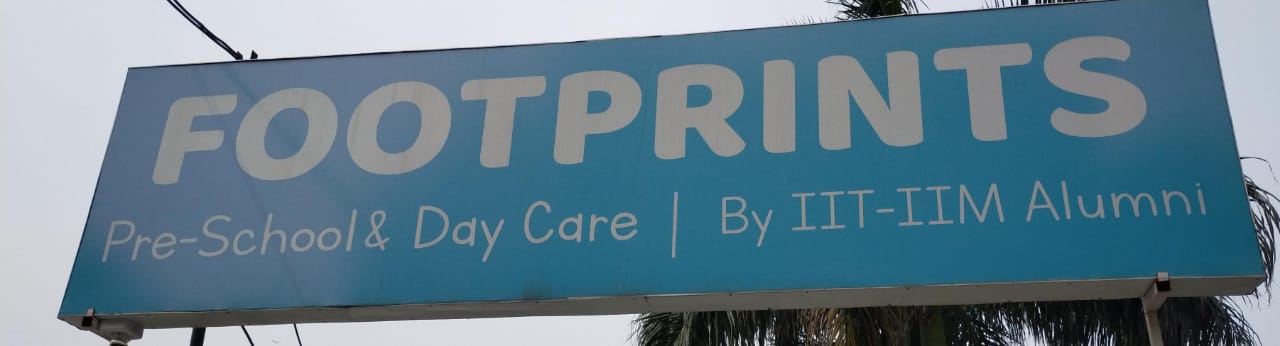 FOOTPRINTS
Pre-School & Day Care | By IIT-IIM Alumni